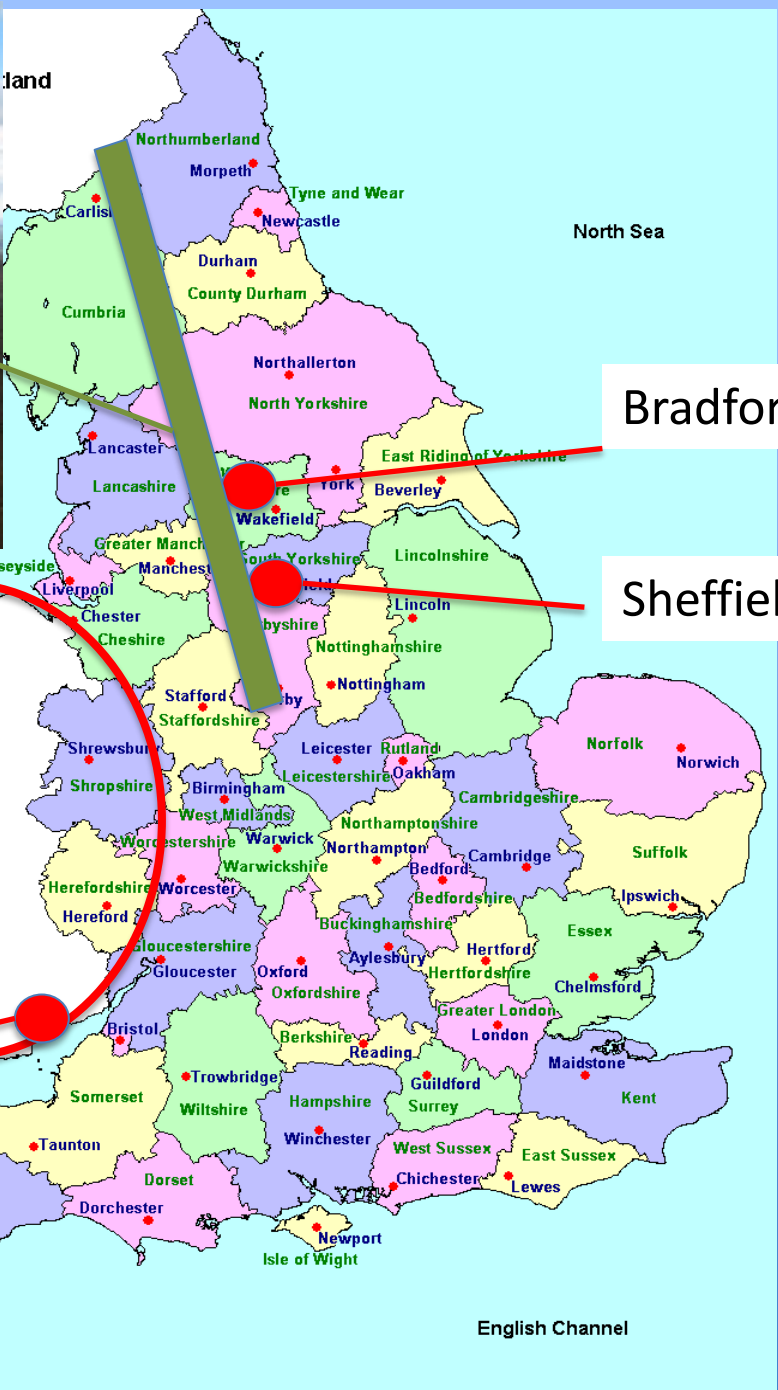 tland
Northumberland
Morpeth
Tyne and Wear
Carlisl
Newcastle
North Sea
Durham
County Durham
Cumbria
Northallerton
North Yorkshire
Bradfor
Lancaster
East Riding of Yorkshire
Lancashire
York
Beverley
Wakefield
Greater Manch
Manchest
South Yorkshire
Lincolnshire
seyside
Liverpool
Sheffiel
Chester
Lincoln
Cheshire
byshire
Nottinghamshire
Nottingham
Stafford
by
Staffordshire
Norfolk
Shrewsbur
Leicester
Rutland
Norwich
Shropshire
Leicestershire
Oakham
Birmingham
Cambridgeshire
West Midlands
Northamptonshire
Worcestershire
Warwick
Northampton
Suffolk
Warwickshire
Bedford
Cambridge
Herefordshire
Worcester
Bedfordshire
Ipswich
Hereford
Buckinghamshire
Essex
Gloucestershire
Hertford
Gloucester
Oxford
Aylesbury
Hertfordshire
Chelmsford
Oxfordshire
Greater London
Bristol
Berkshire
London
Reading
Maidstone
Trowbridge
Guildford
Somerset
Wiltshire
Hampshire
Surrey
Kent
Winchester
Taunton
West Sussex
East Sussex
Dorset
Chichester
Lewes
Dorchester
Newport
Isle of Wight
English Channel